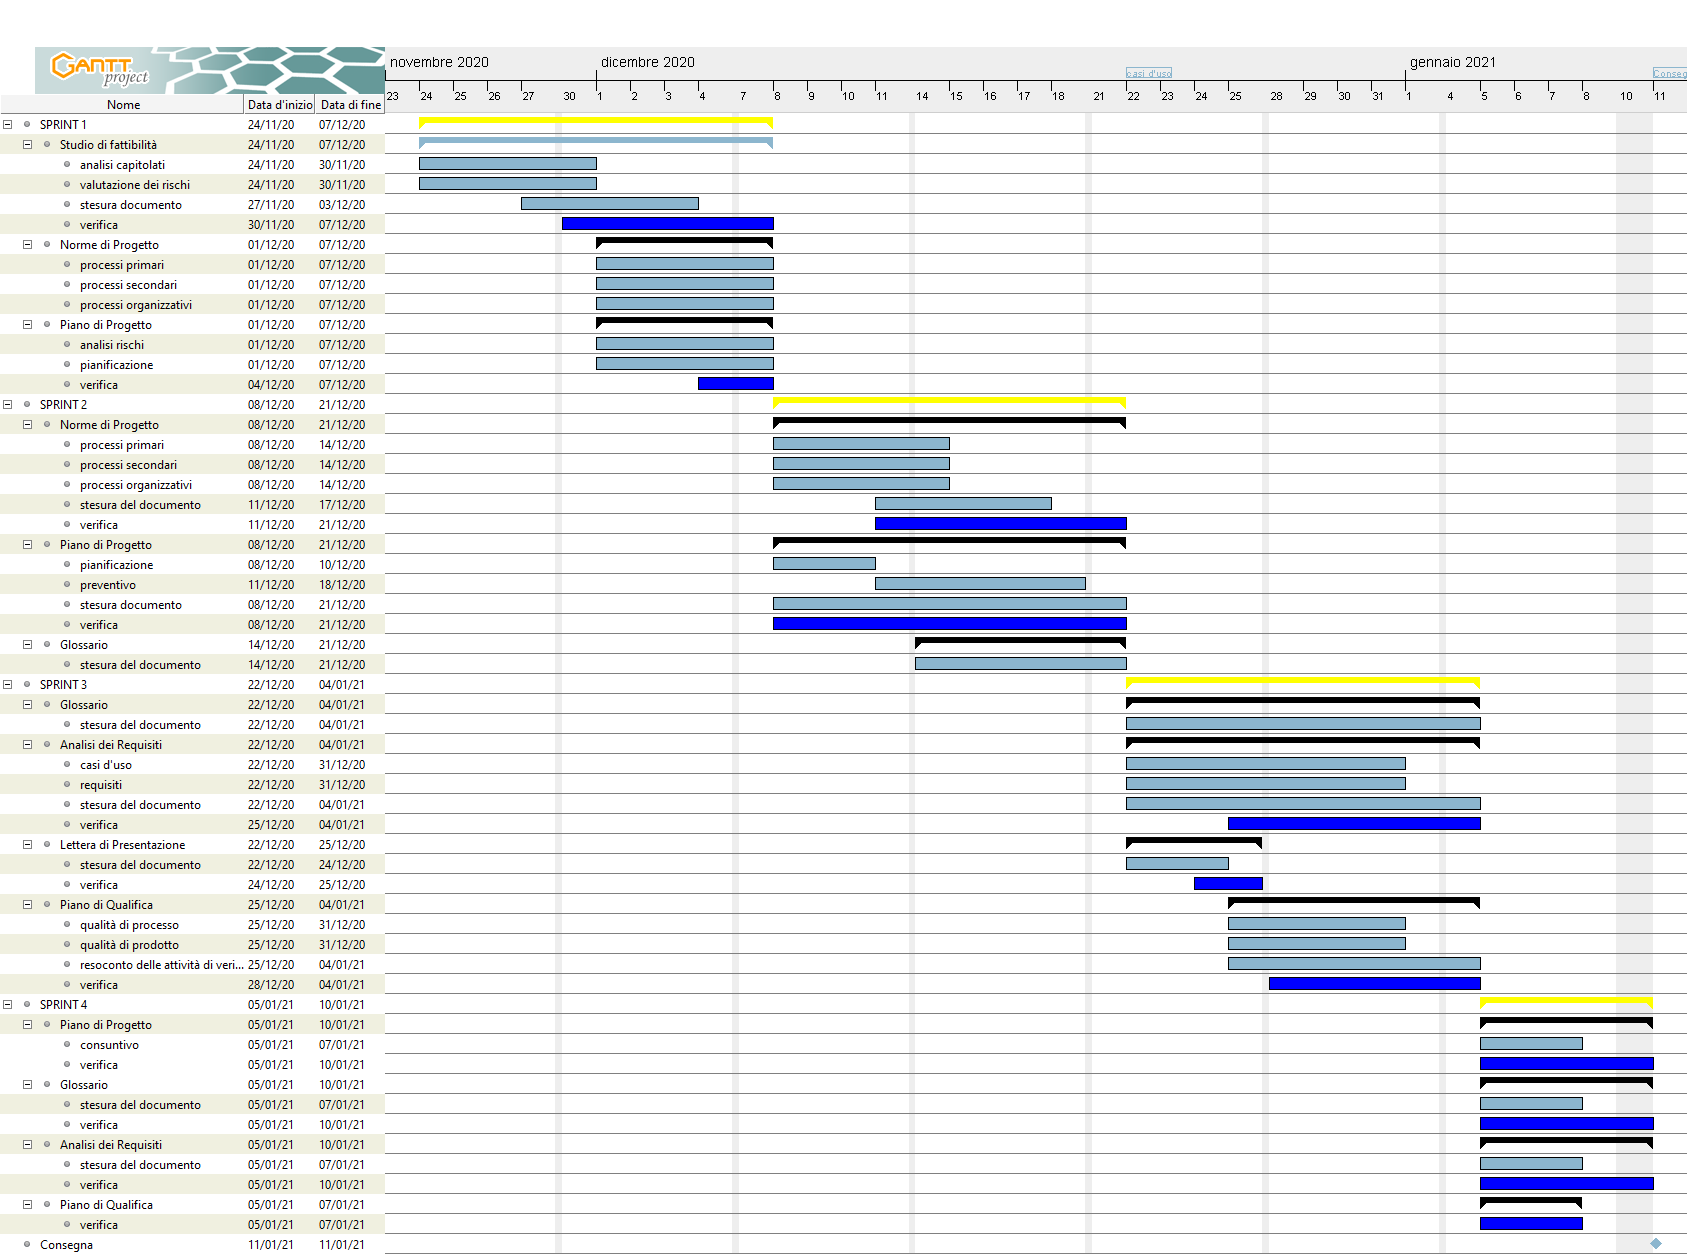 GANTT
project
novembre 2020
dicembre 2020
gennaio 2021
casi d'uso
Conseg
Nome Data d'inizio Data di fine
23 24 25 26 27 30 1 2 3 4 7 8 9 10 11 14 15 16 17 18 21 22 23 24 25 28 29 30 31 1 4 5 6 7 8 10 11
SPRINT 1 24/11/20 07/12/20
Studio di fattibilità 24/11/20 07/12/20
analisi capitolati 24/11/20 30/11/20
valutazione dei rischi 24/11/20 30/11/20
stesura documento 27/11/20 03/12/20
verifica 30/11/20 07/12/20
Norme di Progetto 01/12/20 07/12/20
processi primari 01/12/20 07/12/20
processi secondari 01/12/20 07/12/20
processi organizzativi 01/12/20 07/12/20
Piano di Progetto 01/12/20 07/12/20
analisi rischi 01/12/20 07/12/20
pianificazione 01/12/20 07/12/20
verifica 04/12/20 07/12/20
SPRINT 2 08/12/20 21/12/20
Norme di Progetto 08/12/20 21/12/20
processi primari 08/12/20 14/12/20
processi secondari 08/12/20 14/12/20
processi organizzativi 08/12/20 14/12/20
stesura del documento 11/12/20 17/12/20
verifica 11/12/20 21/12/20
Piano di Progetto 08/12/20 21/12/20
pianificazione 08/12/20 10/12/20
preventivo 11/12/20 18/12/20
stesura documento 08/12/20 21/12/20
verifica 08/12/20 21/12/20
Glossario 14/12/20 21/12/20
stesura del documento 14/12/20 21/12/20
SPRINT 3 22/12/20 04/01/21
Glossario 22/12/20 04/01/21
stesura del documento 22/12/20 04/01/21
Analisi dei Requisiti 22/12/20 04/01/21
casi d'uso 22/12/20 31/12/20
requisiti 22/12/20 31/12/20
stesura del documento 22/12/20 04/01/21
verifica 25/12/20 04/01/21
Lettera di Presentazione 22/12/20 25/12/20
stesura del documento 22/12/20 24/12/20
verifica 24/12/20 25/12/20
Piano di Qualifica 25/12/20 04/01/21
qualità di processo 25/12/20 31/12/20
qualità di prodotto 25/12/20 31/12/20
resoconto delle attività di veri... 25/12/20 04/01/21
verifica 28/12/20 04/01/21
SPRINT 4 05/01/21 10/01/21
Piano di Progetto 05/01/21 10/01/21
consuntivo 05/01/21 07/01/21
verifica 05/01/21 10/01/21
Glossario 05/01/21 10/01/21
stesura del documento 05/01/21 07/01/21
verifica 05/01/21 10/01/21
Analisi dei Requisiti 05/01/21 10/01/21
stesura del documento 05/01/21 07/01/21
verifica 05/01/21 10/01/21
Piano di Qualifica 05/01/21 07/01/21
verifica 05/01/21 07/01/21
Consegna 11/01/21 11/01/21